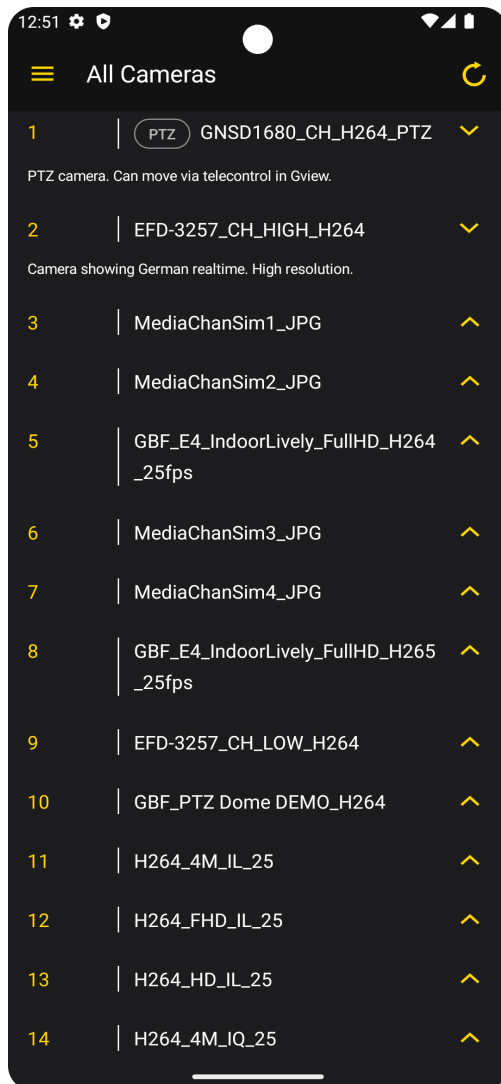 12:51
All Cameras
1 PTZ GNSD1680_CH_H264_PTZ
PTZ camera. Can move via telecontrol in Gview.
2 EFD-3257_CH_HIGH_H264
Camera showing German realtime. High resolution.
3 MediaChanSim1_JPG
4 MediaChanSim2_JPG
5 GBF_E4_IndoorLively_FullHD_H264
_25fps
6 MediaChanSim3_JPG
7 MediaChanSim4_JPG
8 GBF_E4_IndoorLively_FullHD_H265
_25fps
9 EFD-3257_CH_LOW_H264
10 GBF_PTZ Dome DEMO_H264
11 H264_4M_IL_25
12 H264_FHD_IL_25
13 H264_HD_IL_25
14 H264_4M_IQ_25